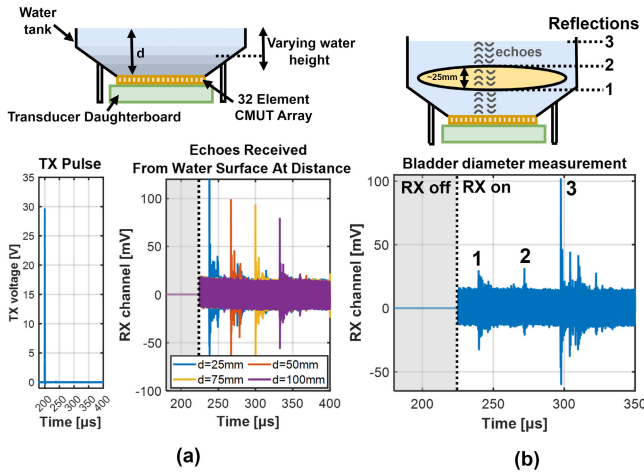 Water
tank
d
Varying water
height
32 Element
CMUT Array
Transducer Daughterboard
TX Pulse
Echoes Received
From Water Surface At Distance
TX voltage [V]
35
30
25
20
15
10
5
0
200
250
300
350
400
Time [µs]
RX channel [mV]
100
50
0
-50
-100
d=25mm
d=50mm
d=75mm
d=100mm
200
250
300
350
400
Time [µs]
(a)
Reflections
3
echoes
2
~25mm
1
Bladder diameter measurement
RX off
RX on
RX channel [mV]
100
50
0
-50
1
2
3
200
250
300
350
Time [µs]
(b)